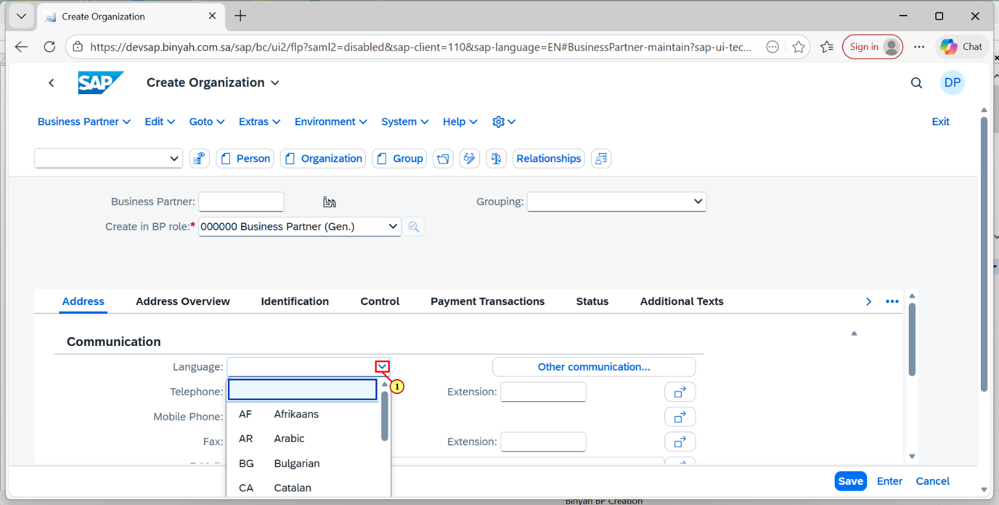 Create Organization
https://devsap.binyah.com.sa/sap/bc/ui2/flp?saml2=disabled&sap-client=110&sap-language=EN#BusinessPartner-maintain?sap-ui-tec...
Sign in
Chat
SAP
Create Organization
DP
Business Partner Edit Goto Extras Environment System Help
Exit
Person Organization Group Relationships
Business Partner:
Grouping:
Create in BP role:* 000000 Business Partner (Gen.)
Address Address Overview Identification Control Payment Transactions Status Additional Texts
Communication
Language: Other communication...
1
Telephone: Extension:
AF Afrikaans
Mobile Phone:
AR Arabic
Fax: Extension:
BG Bulgarian
CA Catalan
Save Enter Cancel
Binyah BP Creation